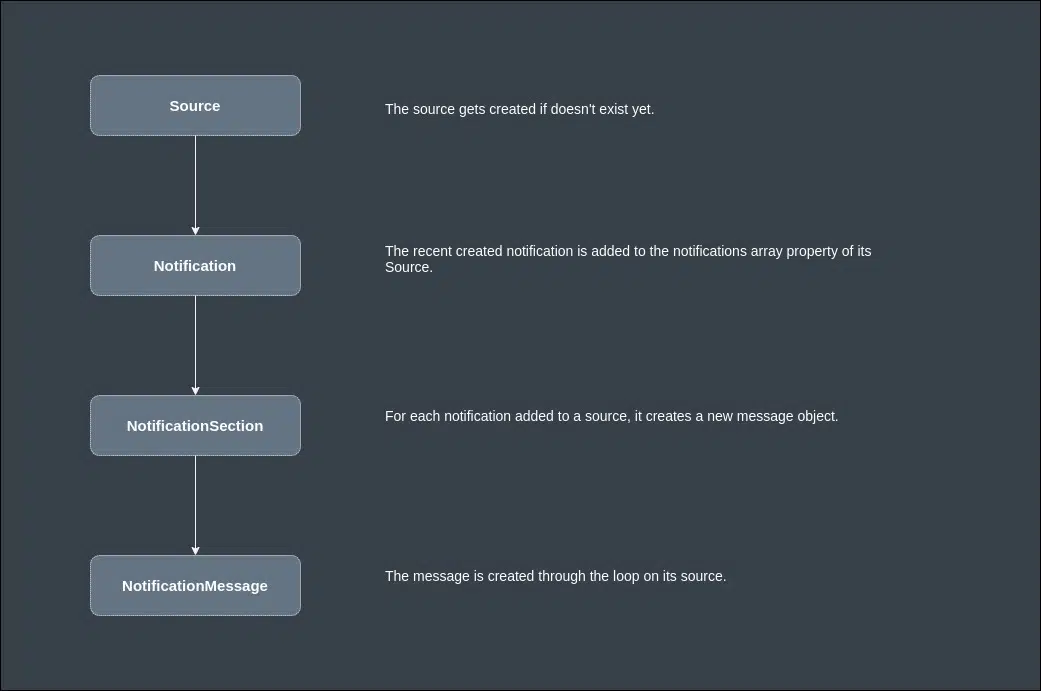 Source
The source gets created if doesn't exist yet.
Notification
The recent created notification is added to the notifications array property of its
Source.
NotificationSection
For each notification added to a source, it creates a new message object.
NotificationMessage
The message is created through the loop on its source.